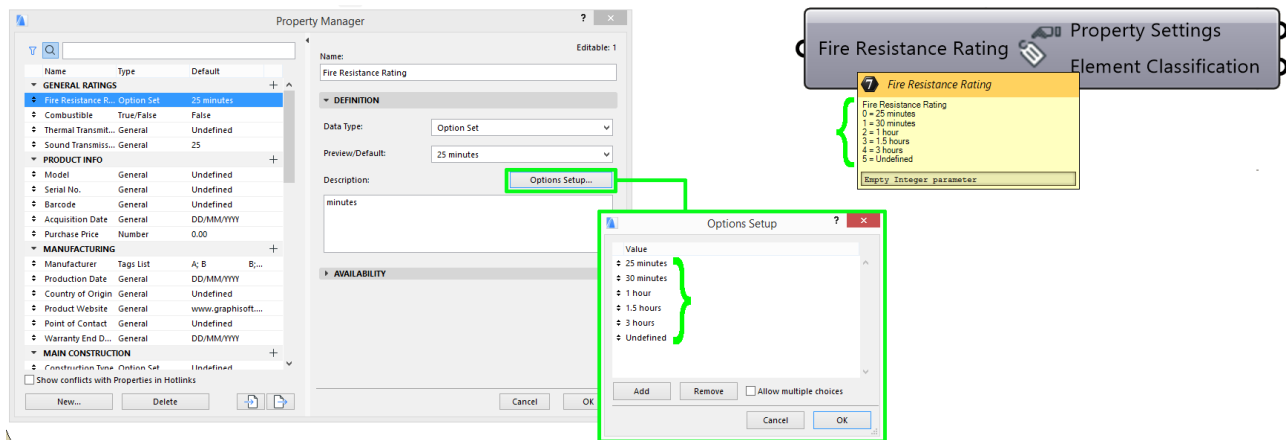 Property Manager
?
Name Type Default
GENERAL RATINGS
Fire Resistance R... Option Set 25 minutes
Combustible True/False False
Thermal Transmit... General Undefined
Sound Transmiss... General 25
PRODUCT INFO
Model General Undefined
Serial No. General Undefined
Barcode General Undefined
Acquisition Date General DD/MM/YYYY
Purchase Price Number 0.00
MANUFACTURING
Manufacturer Tags List A; B B;...
Production Date General DD/MM/YYYY
Country of Origin General Undefined
Product Website General www.graphisoft....
Point of Contact General Undefined
Warranty End D... General DD/MM/YYYY
MAIN CONSTRUCTION
Construction Type Option Set Undefined
Show conflicts with Properties in Hotlinks
New... Delete
Editable: 1
Name:
Fire Resistance Rating
DEFINITION
Data Type: Option Set
Preview/Default: 25 minutes
Description: Options Setup...
minutes
AVAILABILITY
Cancel OK
Options Setup
?
Value
25 minutes
30 minutes
1 hour
1.5 hours
3 hours
Undefined
Add Remove Allow multiple choices
Cancel OK
Fire Resistance Rating
Property Settings
Element Classification
7 Fire Resistance Rating
Fire Resistance Rating
0 = 25 minutes
1 = 30 minutes
2 = 1 hour
3 = 1.5 hours
4 = 3 hours
5 = Undefined
Empty Integer parameter